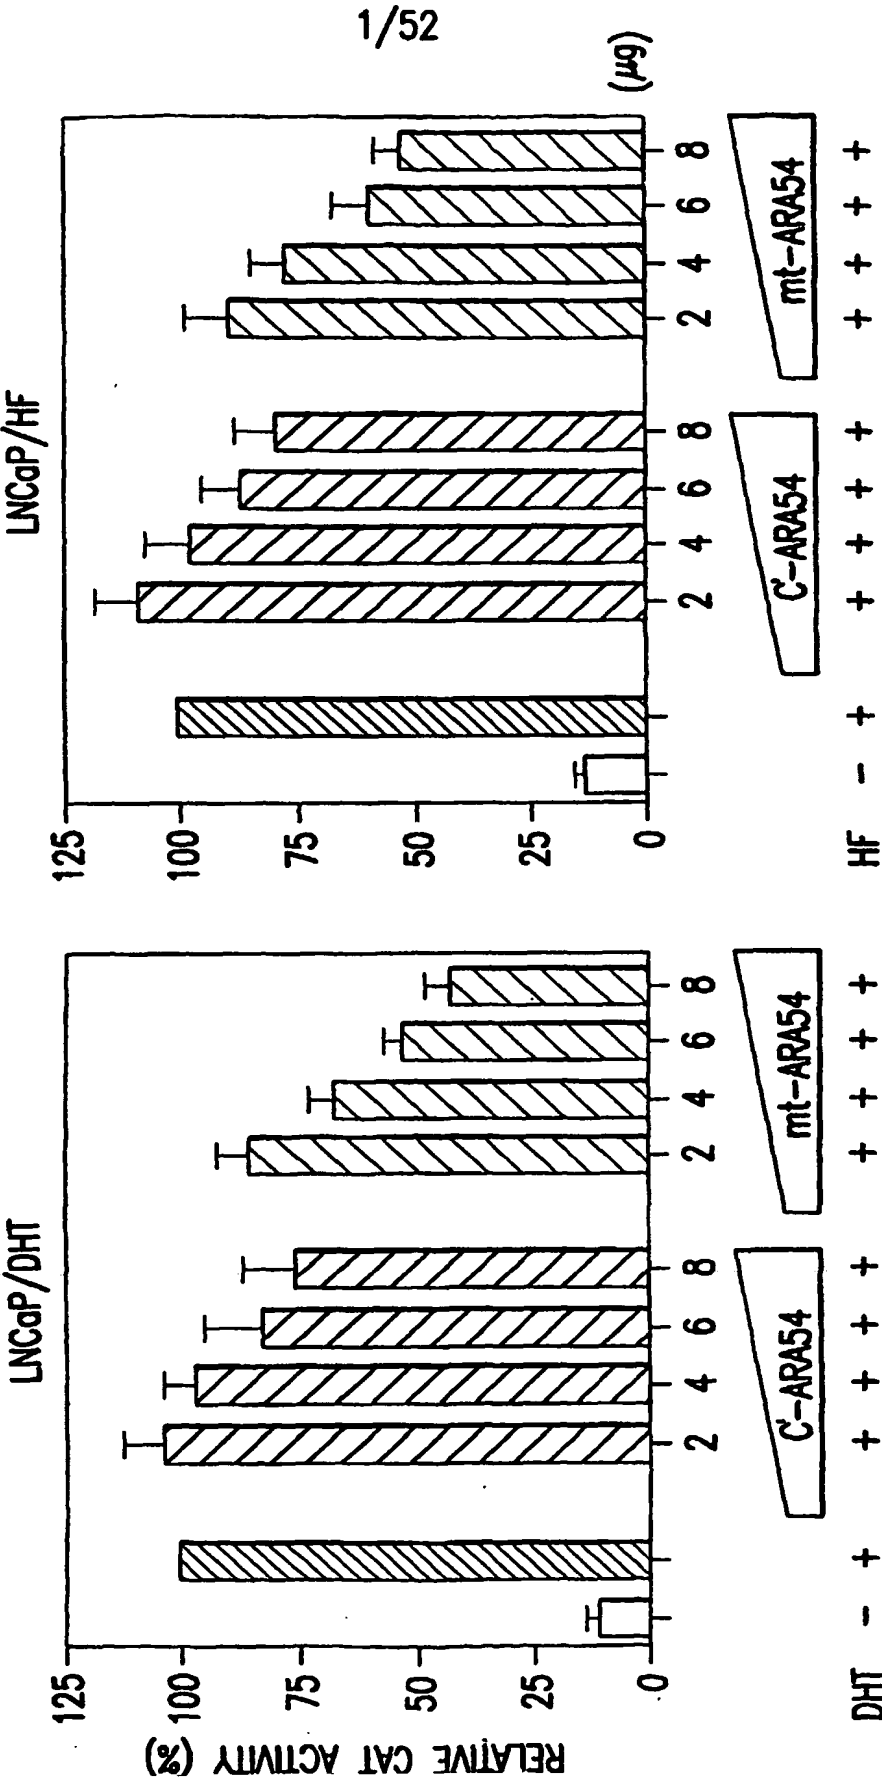 1/52
LNCaP/DHT
RELATIVE CAT ACTIVITY (%)
125
100
75
50
25
0
2 4 6 8 2 4 6 8
C'-ARA54 mt-ARA54
DHT - + + + + + + + + +
LNCaP/HF
125
100
75
50
25
0
2 4 6 8 2 4 6 8 (µg)
C'-ARA54 mt-ARA54
HF - + + + + + + + + +